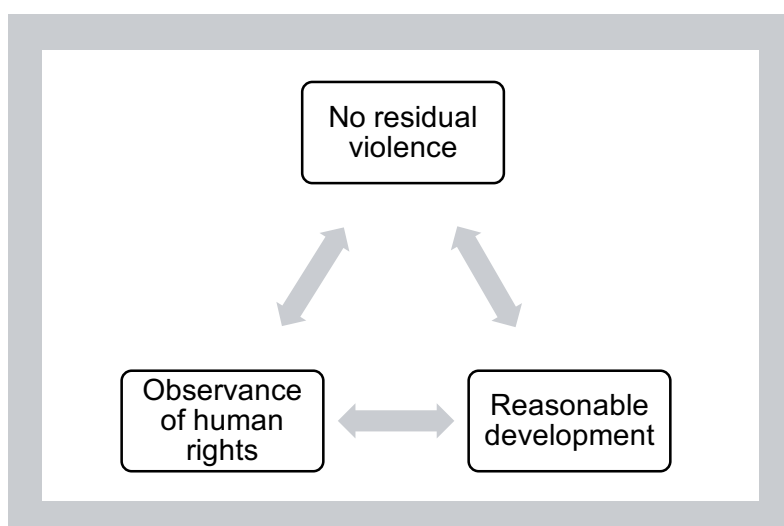 No residual
violence
Observance
of human
rights
Reasonable
development